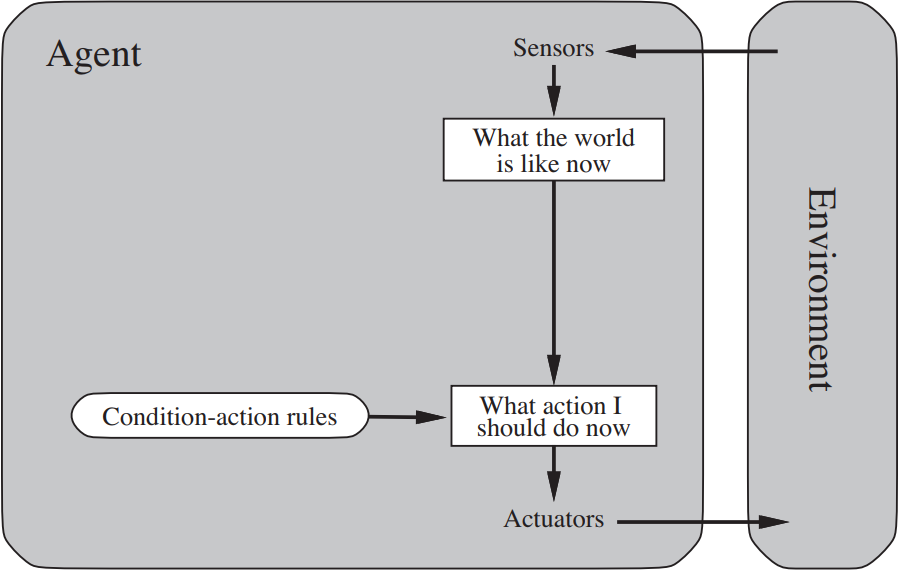 Agent
Sensors
What the world
is like now
Environment
Condition-action rules
What action I
should do now
Actuators